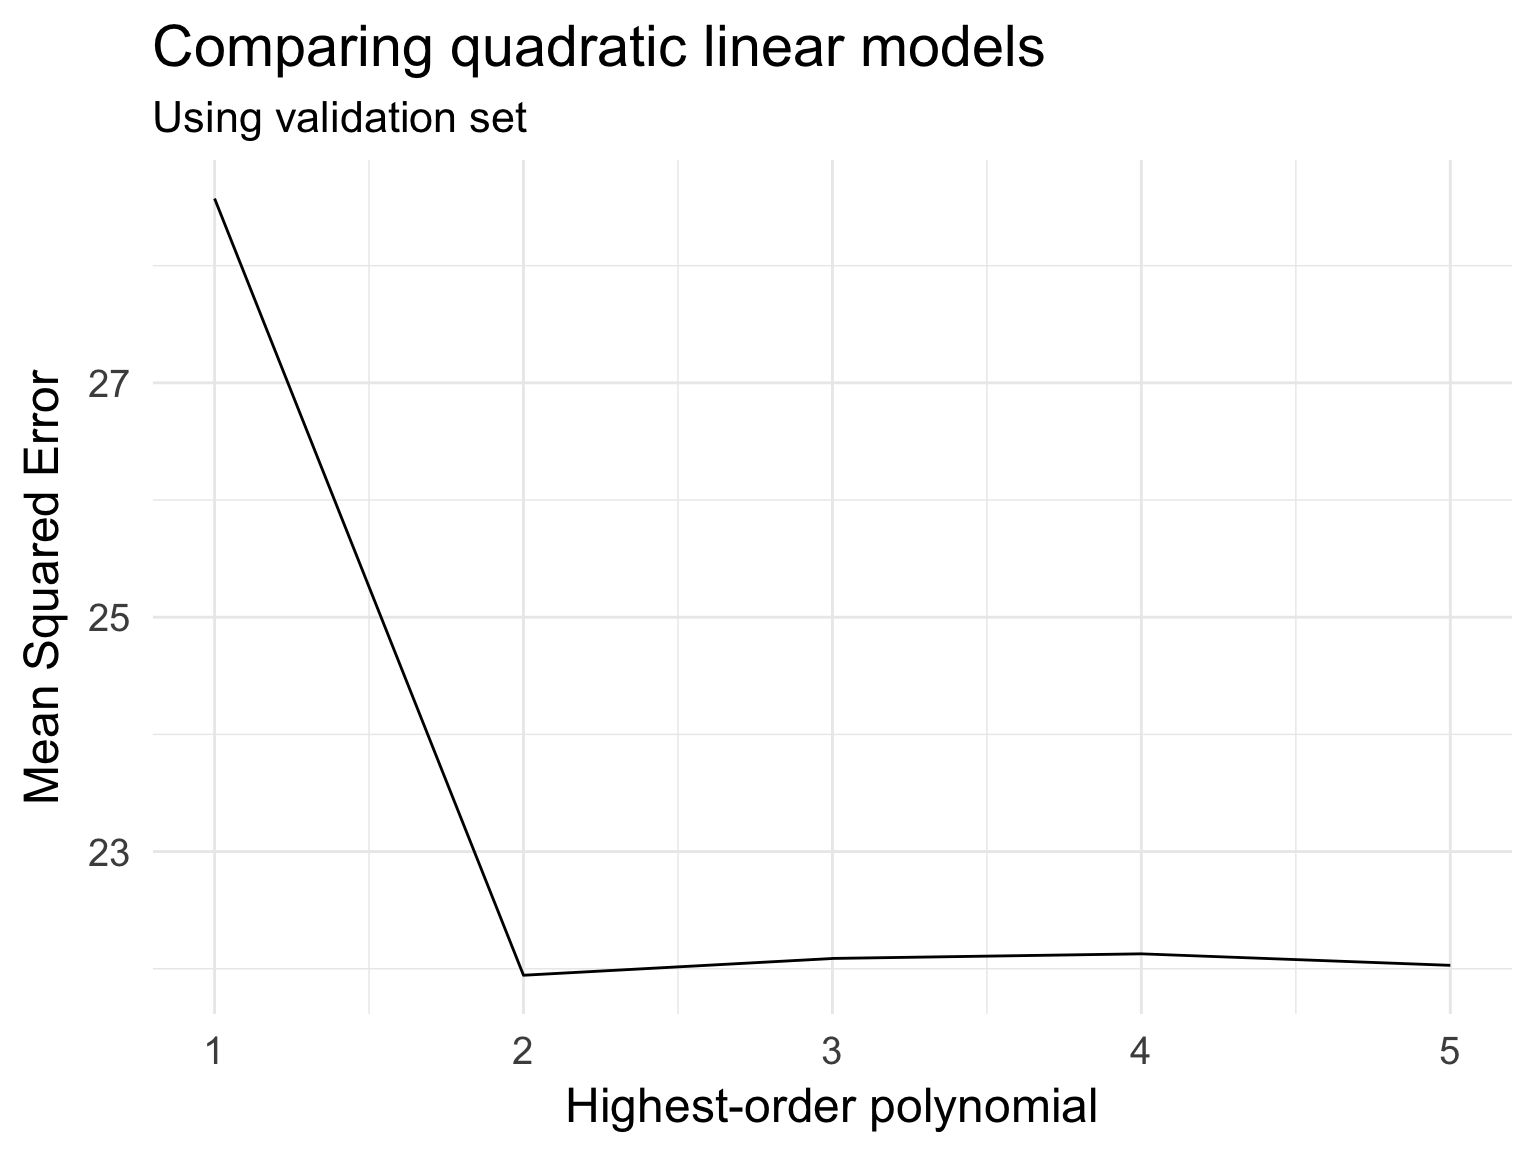 Comparing quadratic linear models
Using validation set
Mean Squared Error
27
25
23
1 2 3 4 5
Highest-order polynomial